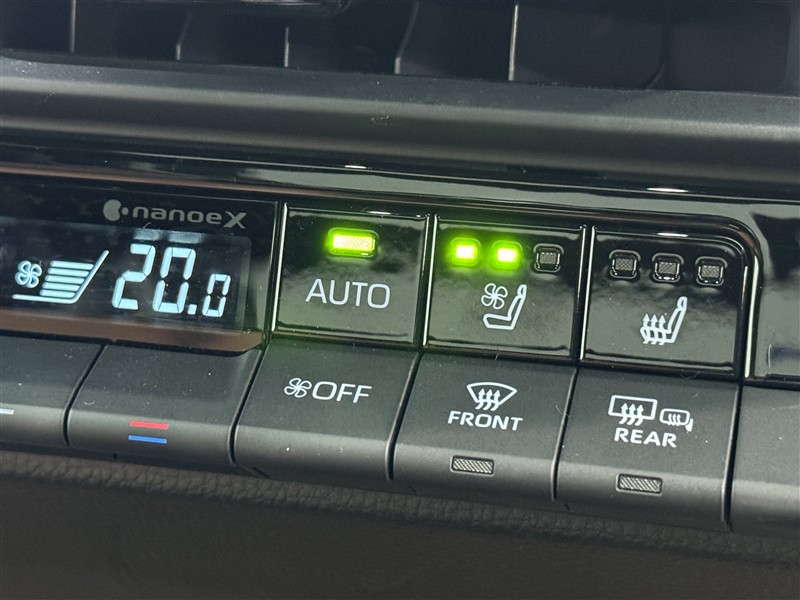 nanoeX
20.0
AUTO
OFF
FRONT
REAR